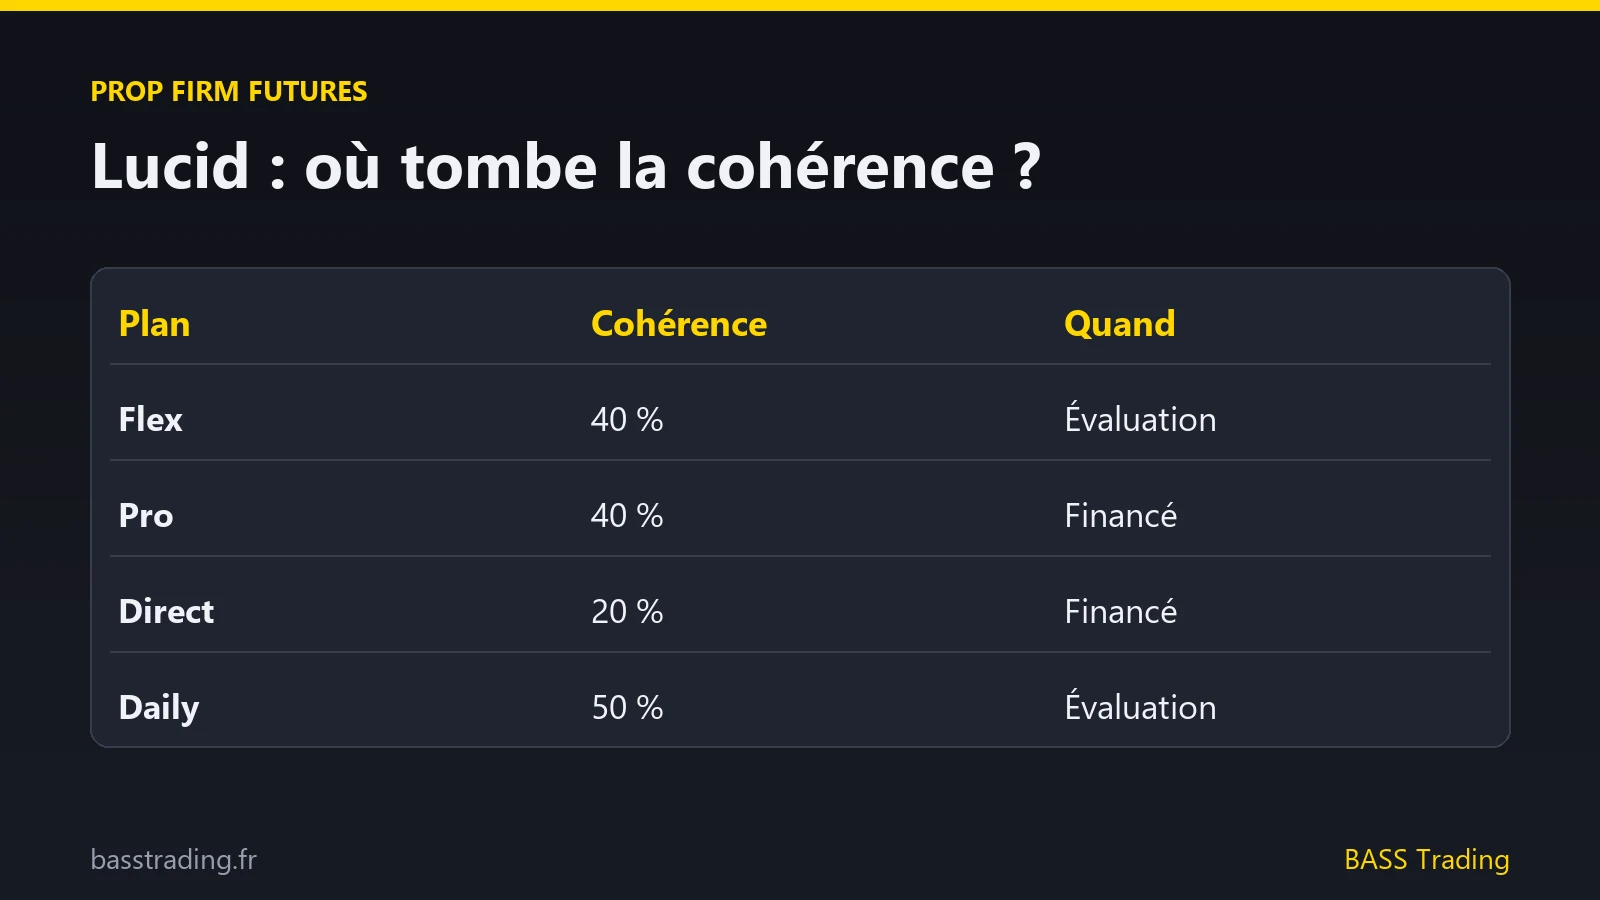 PROP FIRM FUTURES
Lucid : où tombe la cohérence ?
Plan Cohérence Quand
Flex 40 % Évaluation
Pro 40 % Financé
Direct 20 % Financé
Daily 50 % Évaluation
basstrading.fr BASS Trading